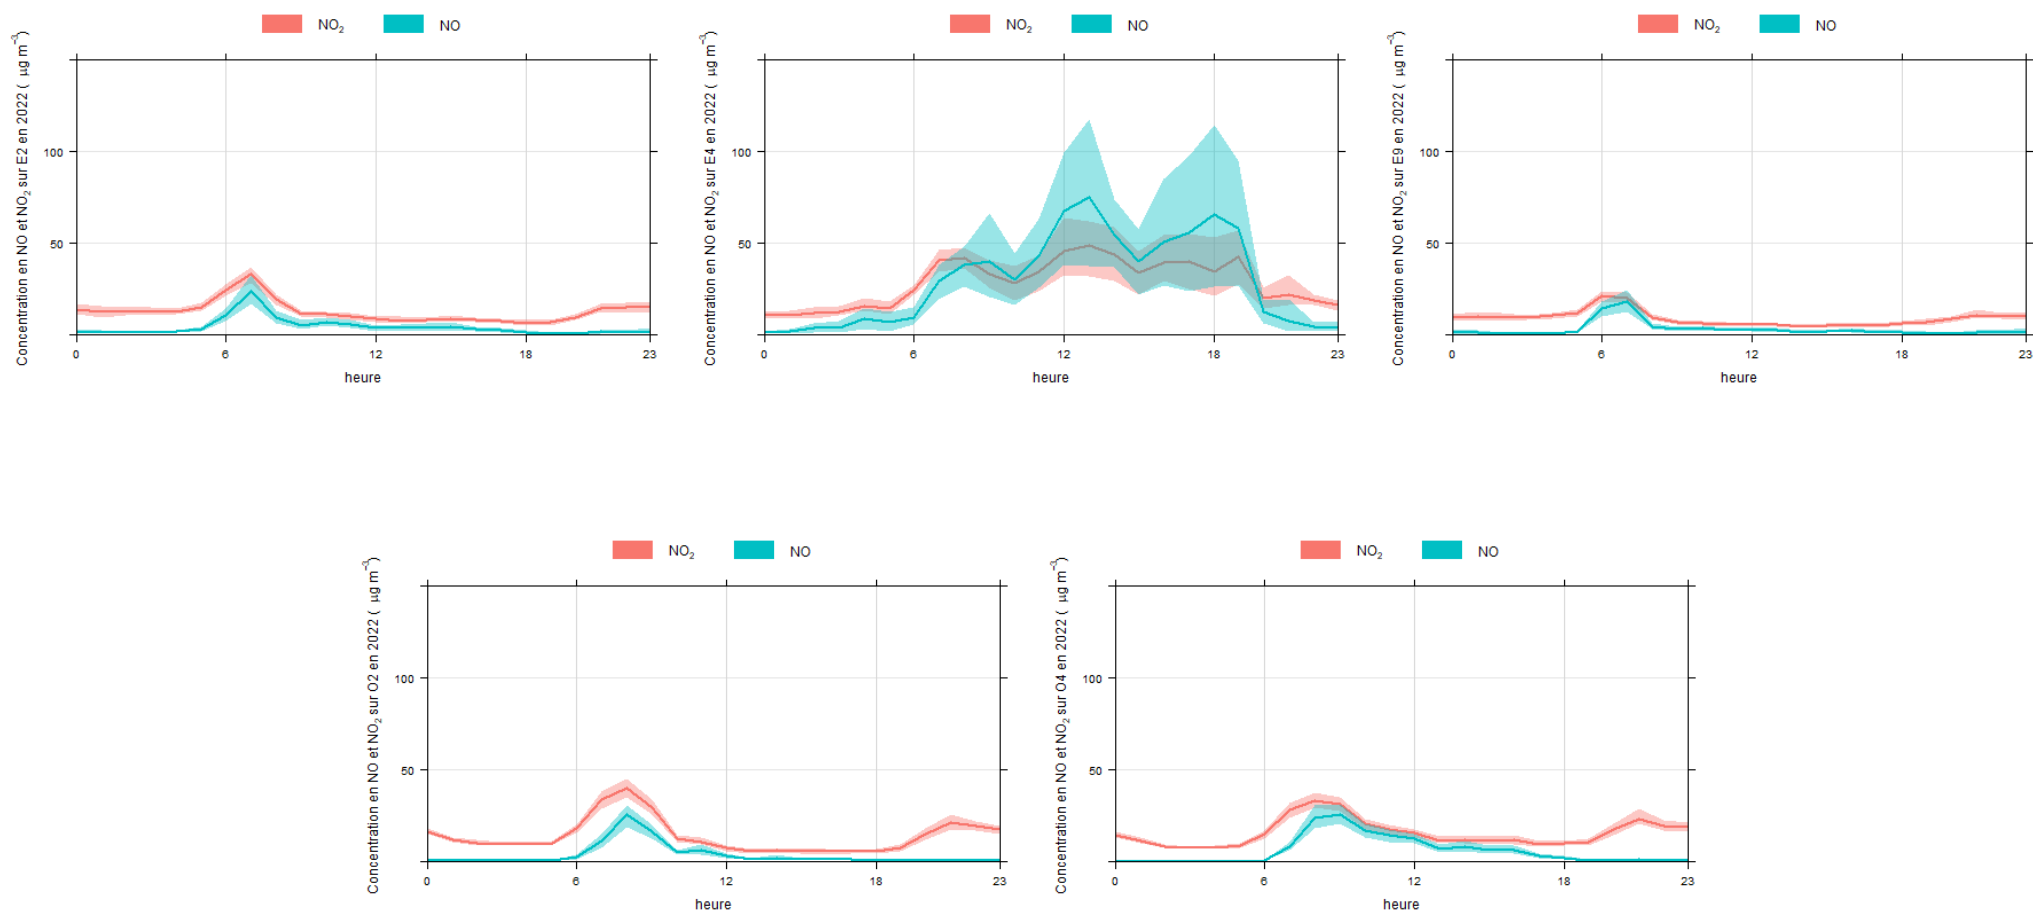 NO₂ NO
Concentration en NO et NO₂ sur E2 en 2022 ( µg m⁻³)
100
50
0 6 12 18 23
heure
NO₂ NO
Concentration en NO et NO₂ sur E4 en 2022 ( µg m⁻³)
100
50
0 6 12 18 23
heure
NO₂ NO
Concentration en NO et NO₂ sur E9 en 2022 ( µg m⁻³)
100
50
0 6 12 18 23
heure
NO₂ NO
Concentration en NO et NO₂ sur O2 en 2022 ( µg m⁻³)
100
50
0 6 12 18 23
heure
NO₂ NO
Concentration en NO et NO₂ sur O4 en 2022 ( µg m⁻³)
100
50
0 6 12 18 23
heure